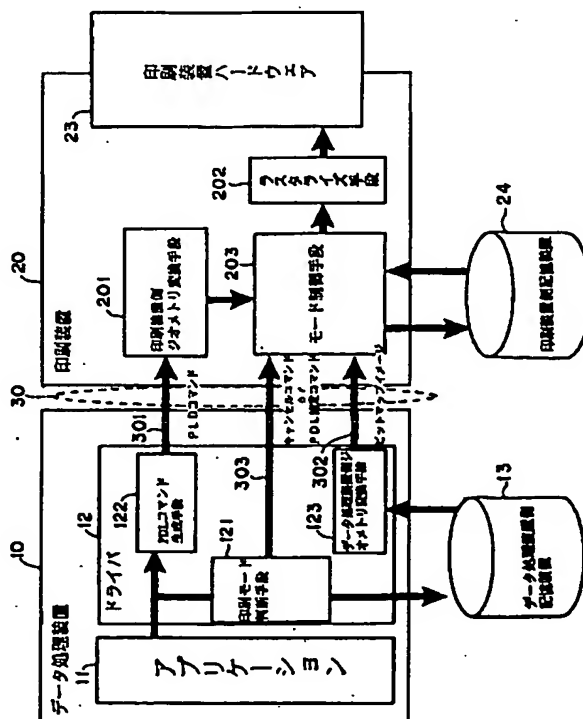 10
データ処理装置
11
アプリケーション
12
ドライバ
122
PDLコマンド
生成手段
121
印刷モード
判断手段
123
データ処理装置側ジ
オメトリ変換手段
13
データ処理装置側
記憶装置
30
301
PLDコマンド
303
キャンセルコマンド
or
PDL確定コマンド
302
ビットマップイメージ
20
印刷装置
201
印刷装置側
ジオメトリ変換手段
203
モード制御手段
202
ラスタライズ手段
23
印刷装置ハードウェア
24
印刷装置側記憶装置